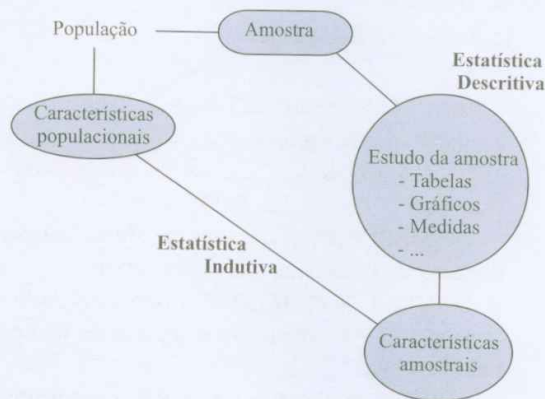 População
Amostra
Estatística
Descritiva
Características
populacionais
Estudo da amostra
- Tabelas
- Gráficos
- Medidas
- ...
Estatística
Indutiva
Características
amostrais